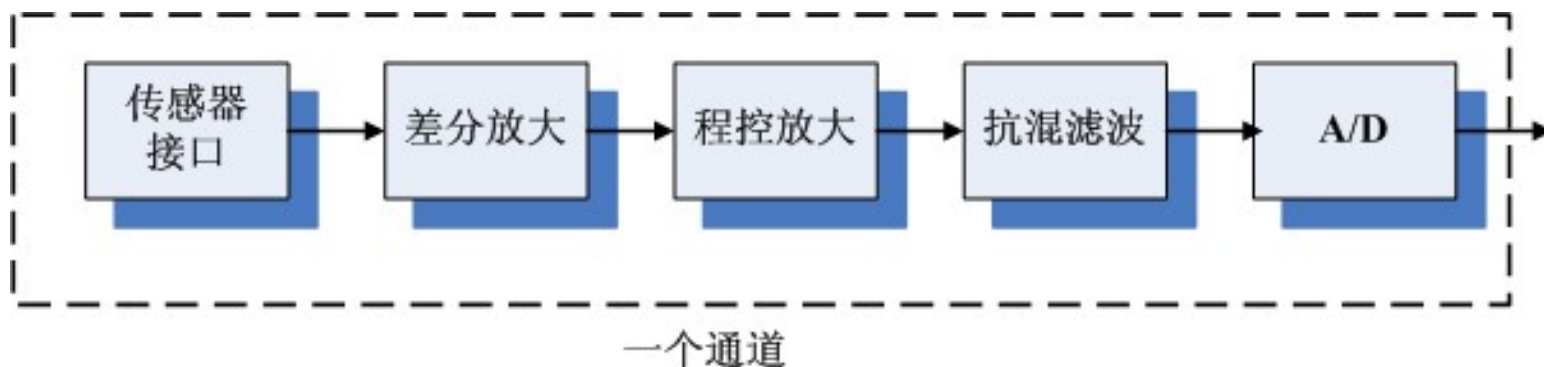 传感器
接口
差分放大
程控放大
抗混滤波
A/D
一个通道